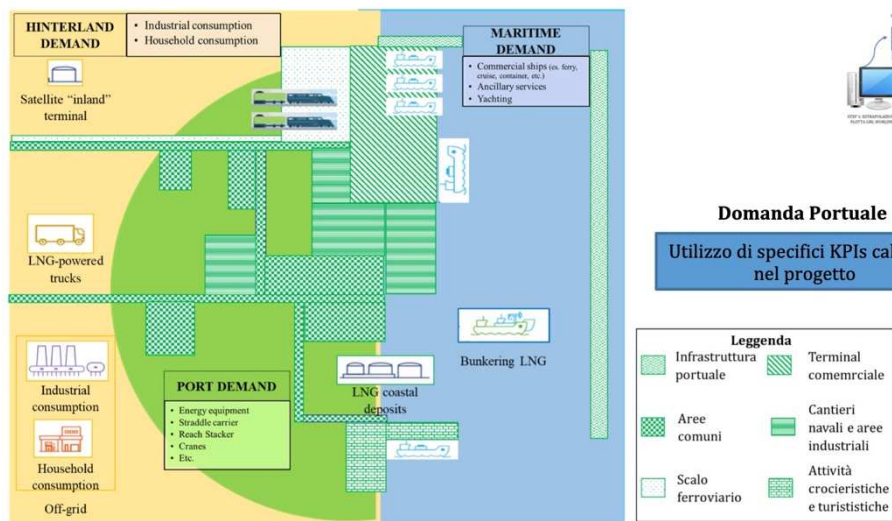 HINTERLAND
DEMAND
• Industrial consumption
• Household consumption
MARITIME
DEMAND
• Commercial ships (es. ferry,
cruise, container, etc.)
• Ancillary services
• Yachting
Satellite “inland”
terminal
LNG-powered
trucks
Industrial
consumption
Household
consumption
Off-grid
PORT DEMAND
• Energy equipment
• Straddle carrier
• Reach Stacker
• Cranes
• Etc.
LNG coastal
deposits
Bunkering LNG
Domanda Portuale
Utilizzo di specifici KPIs
nel progetto
Leggenda
Infrastruttura
portuale
Terminal
comemrciale
Aree
comuni
Cantieri
navali e aree
industriali
Scalo
ferroviario
Attività
crocieristiche
e turististiche